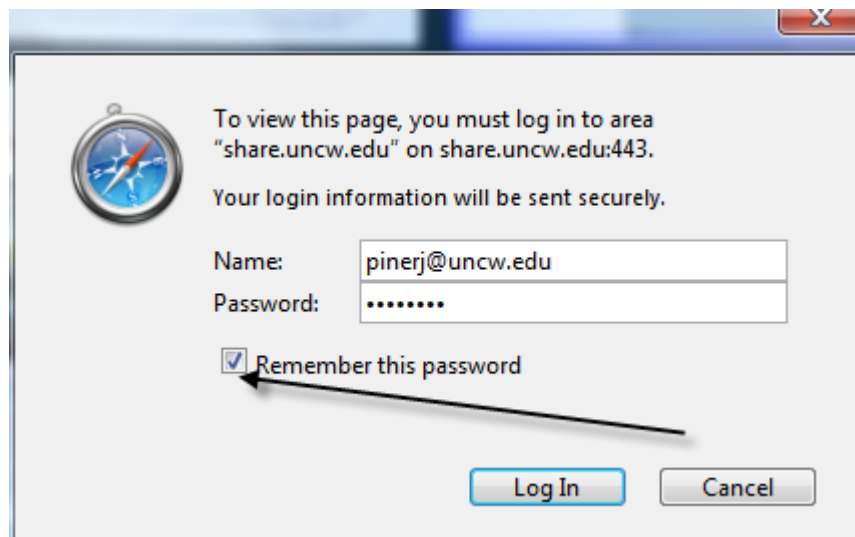 To view this page, you must log in to area
“share.uncw.edu” on share.uncw.edu:443.
Your login information will be sent securely.
Name: pinerj@uncw.edu
Password: ••••••••
Remember this password
Log In Cancel